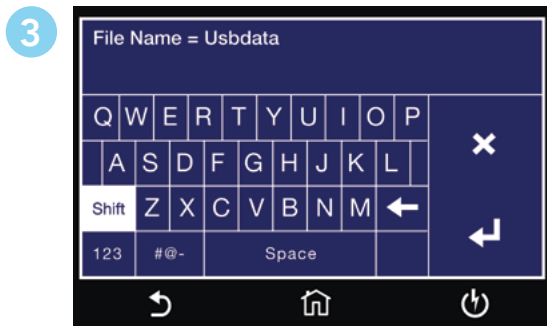 3
File Name = Usbdata
Q W E R T Y U I O P
A S D F G H J K L
Shift Z X C V B N M
123 #@- Space